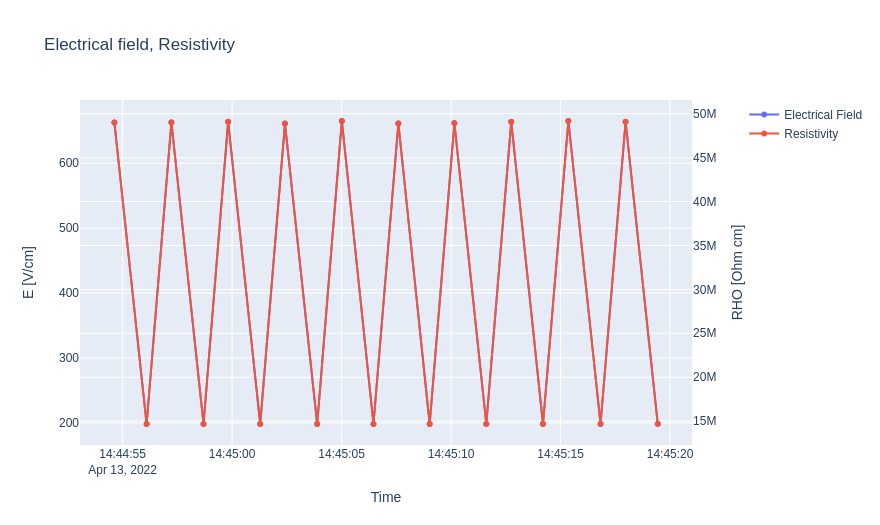 Electrical field, Resistivity
Electrical Field
Resistivity
E [V/cm]
600
500
400
300
200
50M
45M
40M
35M
30M
25M
20M
15M
RHO [Ohm cm]
14:44:55
14:45:00
14:45:05
14:45:10
14:45:15
14:45:20
Apr 13, 2022
Time